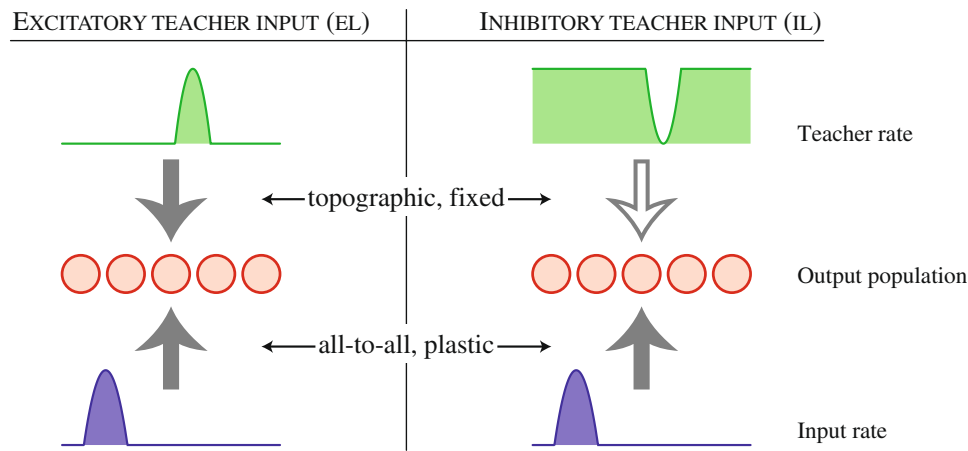 EXCITATORY TEACHER INPUT (EL)
INHIBITORY TEACHER INPUT (IL)
Teacher rate
topographic, fixed
Output population
all-to-all, plastic
Input rate